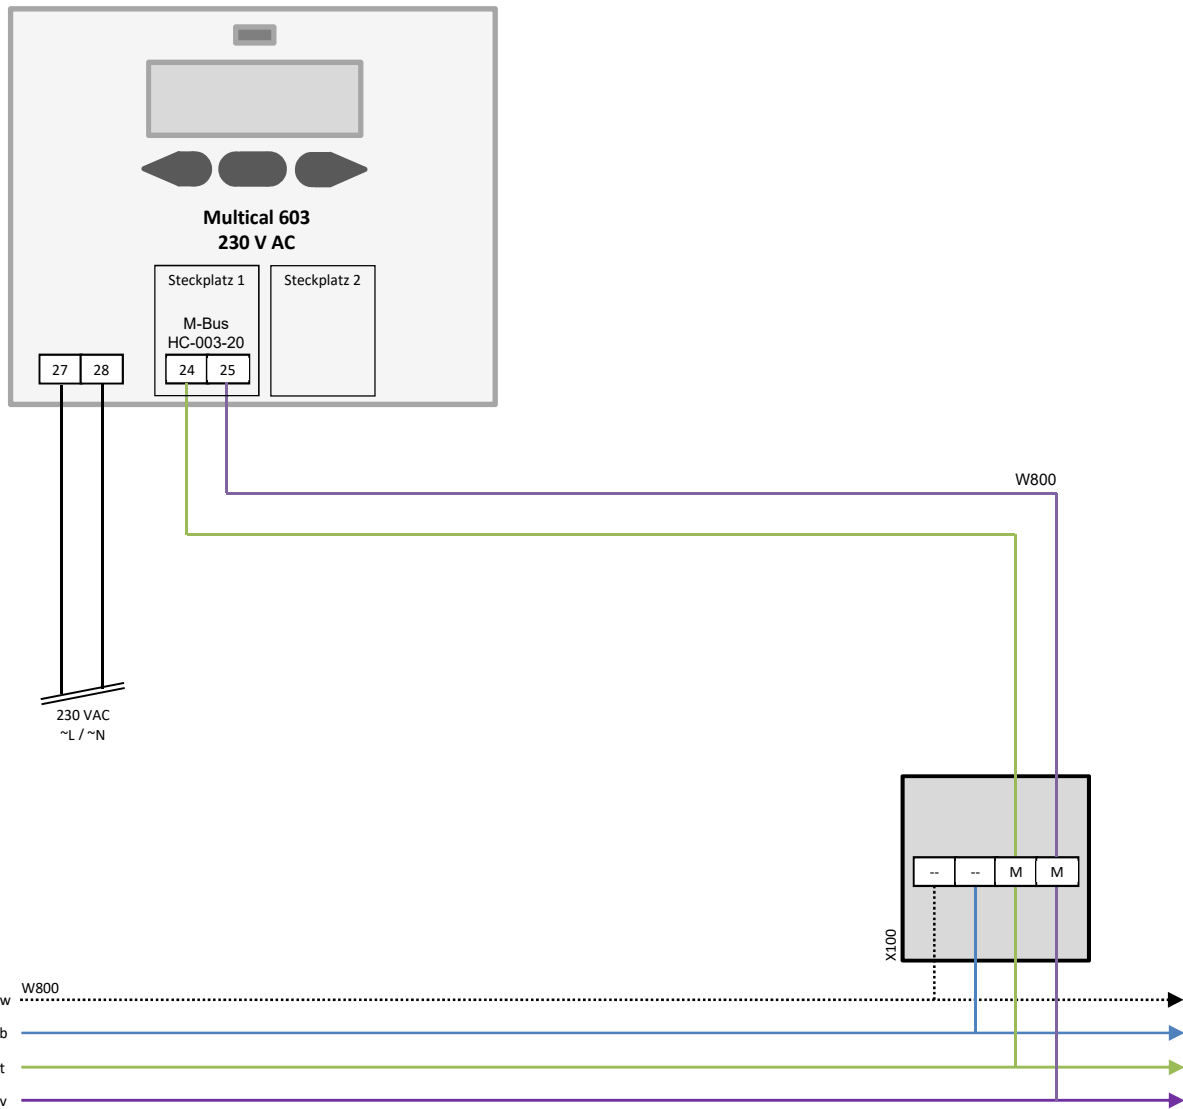 Multical 603
230 V AC
Steckplatz 1
Steckplatz 2
M-Bus
HC-003-20
27 28 24 25
W800
230 VAC
~L / ~N
-- -- M M
X100
W800
w
b
t
v